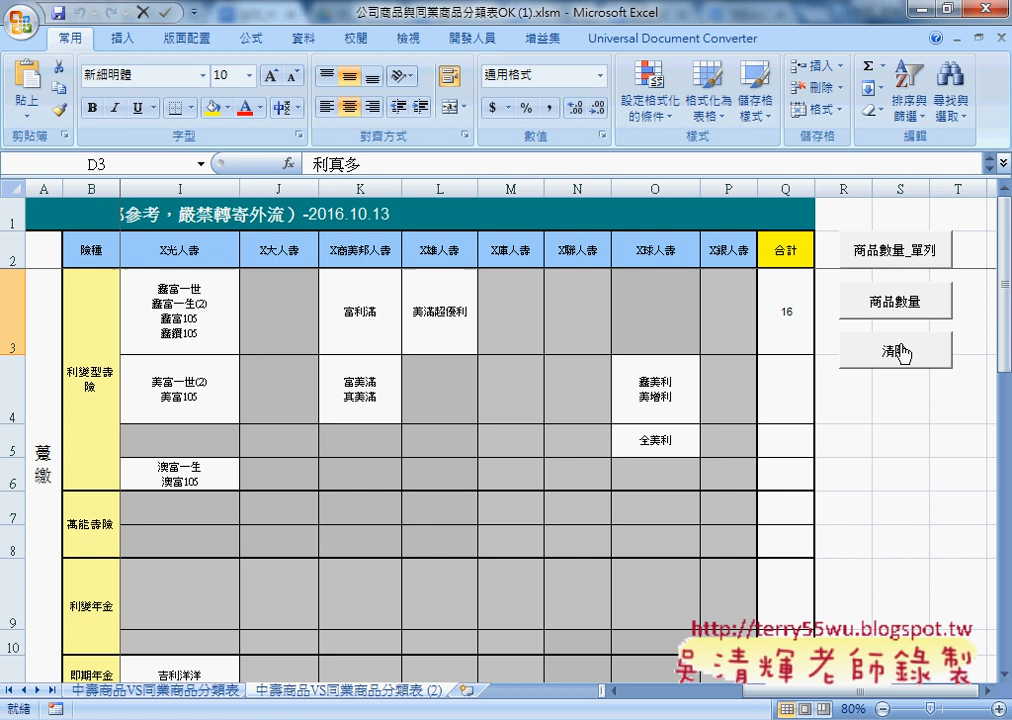 公司商品與同業商品分類表OK (1).xlsm - Microsoft Excel
常用 插入 版面配置 公式 資料 校閱 檢視 開發人員 增益集 Universal Document Converter
貼上
新細明體 10
B I U
通用格式
$ % ,
設定格式化的條件
格式化為表格
儲存格樣式
插入
刪除
格式
Σ
排序與篩選
尋找與選取
剪貼簿 字型 對齊方式 數值 樣式 儲存格 編輯
D3 fx 利真多
A B I J K L M N O P Q R S T
1 參考，嚴禁轉寄外流）-2016.10.13
2 險種 X光人壽 X大人壽 X商美邦人壽 X雄人壽 X庫人壽 X聯人壽 X球人壽 X銀人壽 合計
商品數量_單列
商品數量
清除
鑫富一世
鑫富一生(2)
鑫富105
鑫鑽105
富利滿
美滿超優利
16
3
利變型壽險
美富一世(2)
美富105
富美滿
真美滿
鑫美利
美增利
4
5 全美利
躉繳
6
澳富一生
澳富105
7
萬能壽險
8
利變年金
9
10
即期年金 吉利洋洋
http://terry55wu.blogspot.tw
吳清輝老師錄製
中壽商品VS同業商品分類表 中壽商品VS同業商品分類表 (2)
就緒 80%